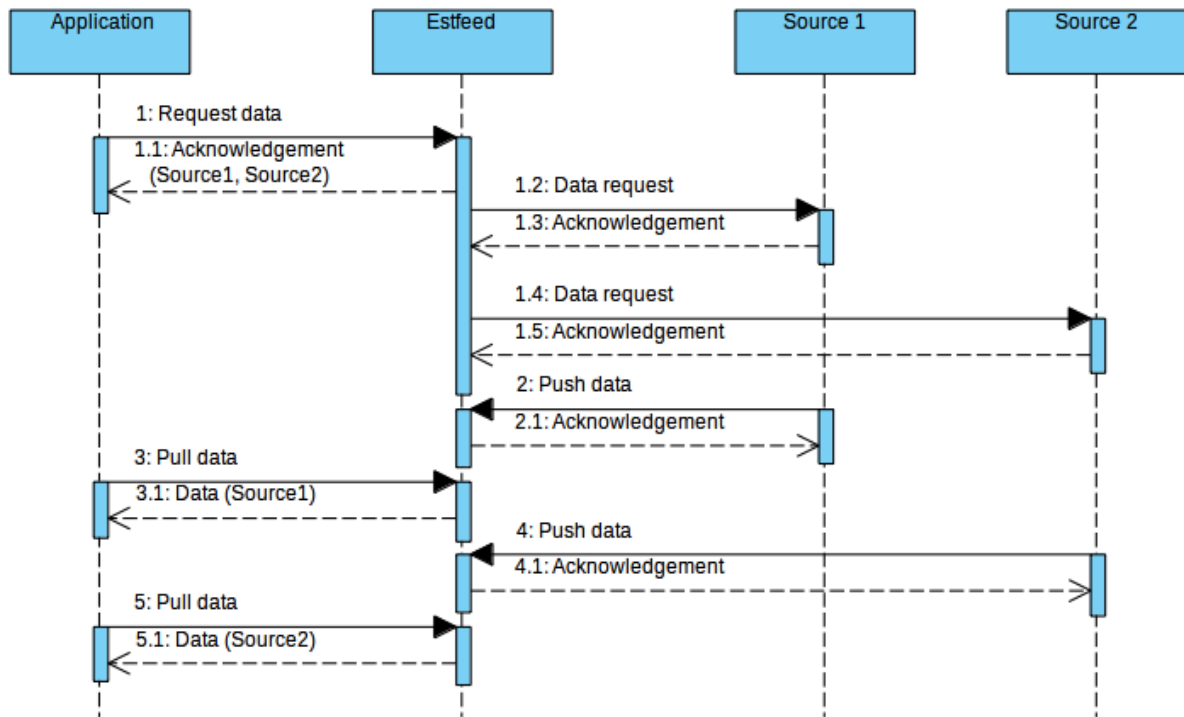 Application
Estfeed
Source 1
Source 2
1: Request data
1.1: Acknowledgement
(Source1, Source2)
1.2: Data request
1.3: Acknowledgement
1.4: Data request
1.5: Acknowledgement
2: Push data
2.1: Acknowledgement
3: Pull data
3.1: Data (Source1)
4: Push data
4.1: Acknowledgement
5: Pull data
5.1: Data (Source2)